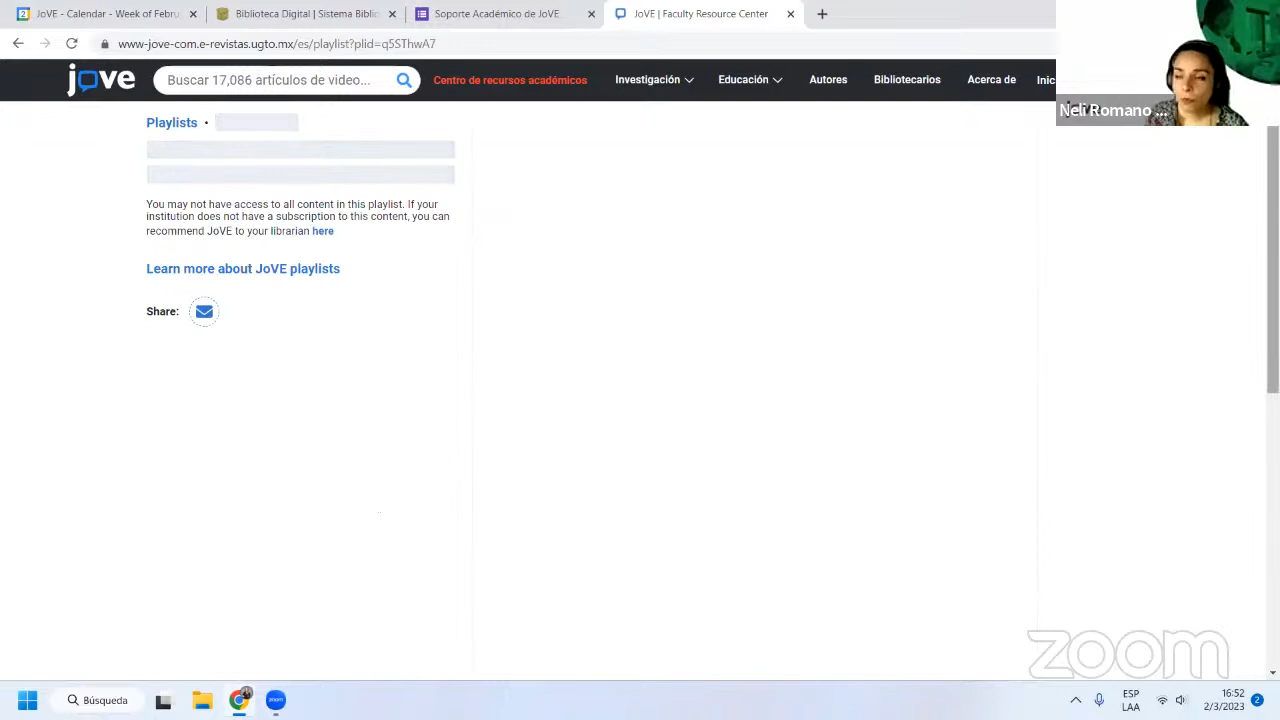 JoVE - Calendar - Week of Febru
Biblioteca Digital | Sistema Biblio
Soporte Académico de JoVE
JoVE | Faculty Resource Center
www-jove-com.e-revistas.ugto.mx/es/playlist?plid=q5SThwA7
jove
Buscar 17,086 artículos de video...
Centro de recursos académicos
Investigación
Educación
Autores
Bibliotecarios
Acerca de
Inic
Neli Romano ...
Playlists •
You may not have access to all content in this playlist. If your
institution does not have a subscription to this content, you can
recommend JoVE to your librarian here
Learn more about JoVE playlists
Share:
zoom
Búsqueda
zoom
ESP
LAA
16:52
2/3/2023
2